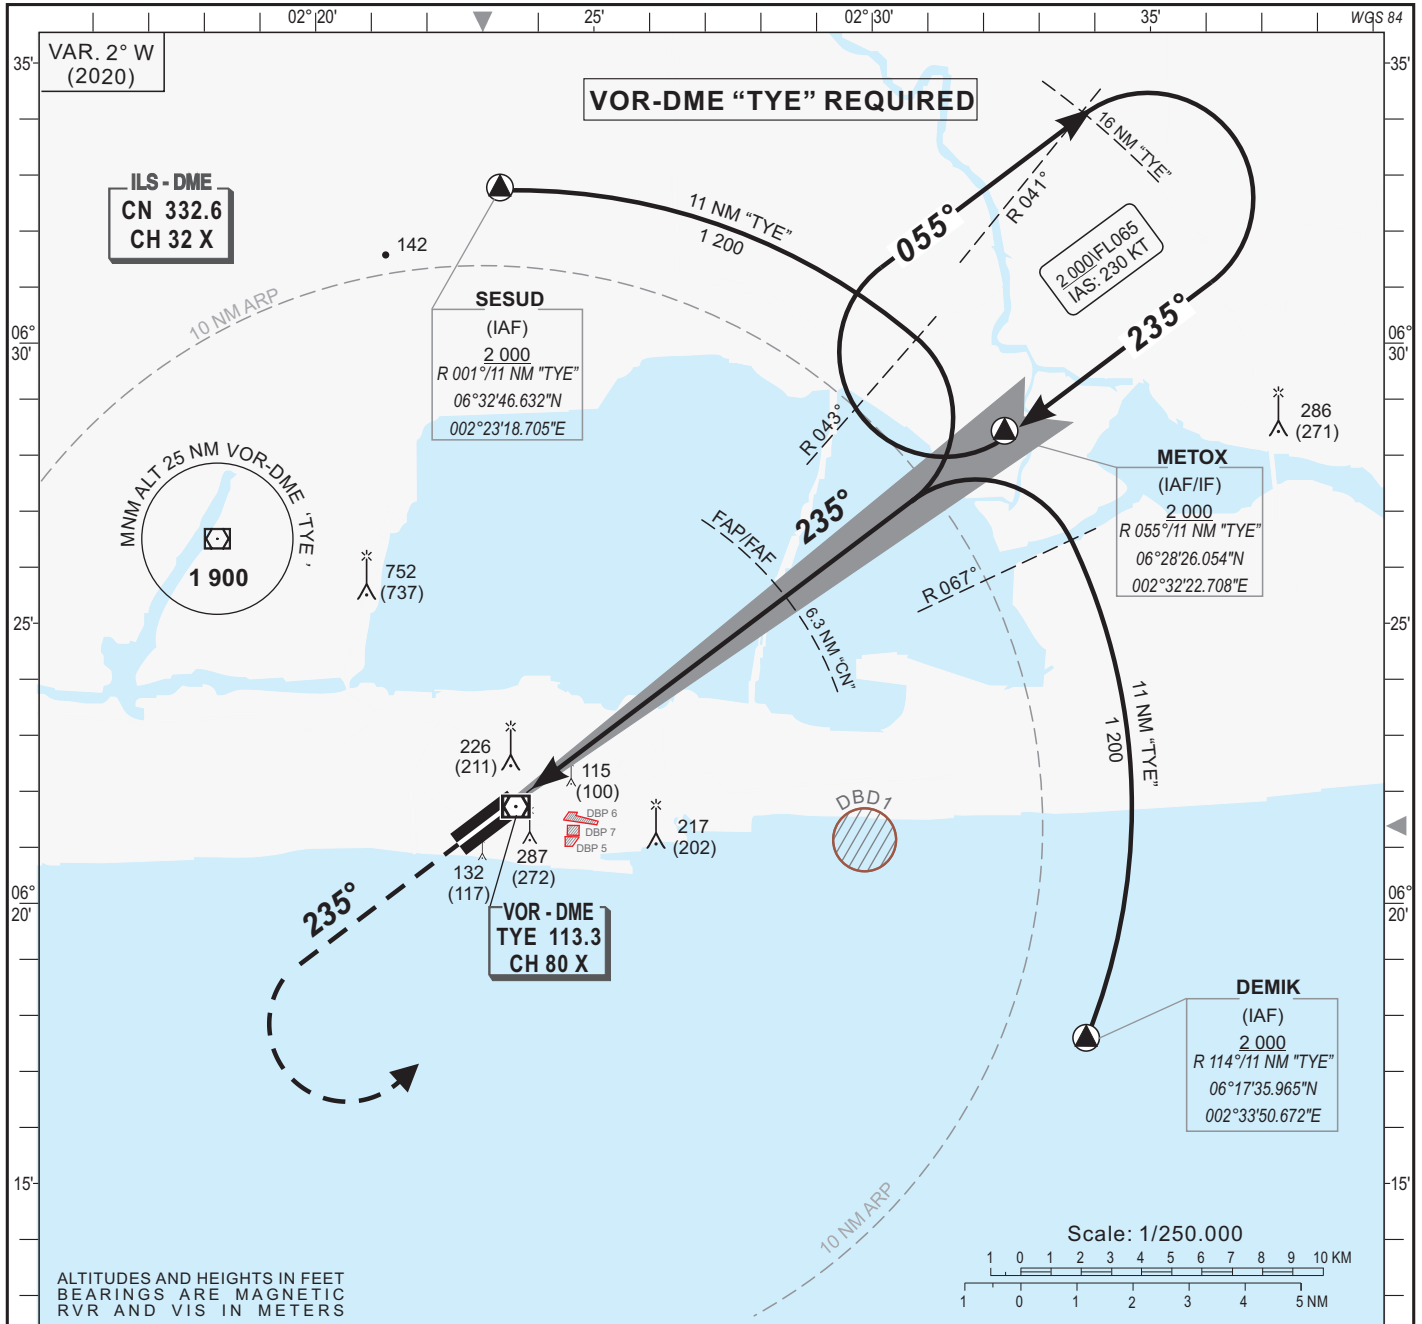 02° 20'
25'
02° 30'
35'
WGS 84
VAR. 2° W
(2020)
35'
35'
VOR-DME “TYE” REQUIRED
16 NM “TYE”
R 041°
ILS - DME
CN 332.6
CH 32 X
11 NM “TYE”
1 200
055°
2 000\FL065
IAS: 230 KT
142
235°
10 NM ARP
SESUD
(IAF)
2 000
R 001°/11 NM "TYE"
06°32'46.632"N
002°23'18.705"E
06°
30'
06°
30'
R 043°
286
(271)
METOX
(IAF/IF)
2 000
R 055°/11 NM "TYE"
06°28'26.054"N
002°32'22.708"E
MNM ALT 25 NM VOR-DME 'TYE'
1 900
235°
FAP/FAF
6.3 NM “CN”
752
(737)
R 067°
25'
25'
11 NM “TYE”
1 200
226
(211)
115
(100)
DBP 6
DBP 7
DBP 5
DBD1
217
(202)
287
(272)
132
(117)
06°
20'
06°
20'
235°
VOR - DME
TYE 113.3
CH 80 X
DEMIK
(IAF)
2 000
R 114°/11 NM "TYE"
06°17'35.965"N
002°33'50.672"E
15'
15'
10 NM ARP
Scale: 1/250.000
1 0 1 2 3 4 5 6 7 8 9 10 KM
1 0 1 2 3 4 5 NM
ALTITUDES AND HEIGHTS IN FEET
BEARINGS ARE MAGNETIC
RVR AND VIS IN METERS